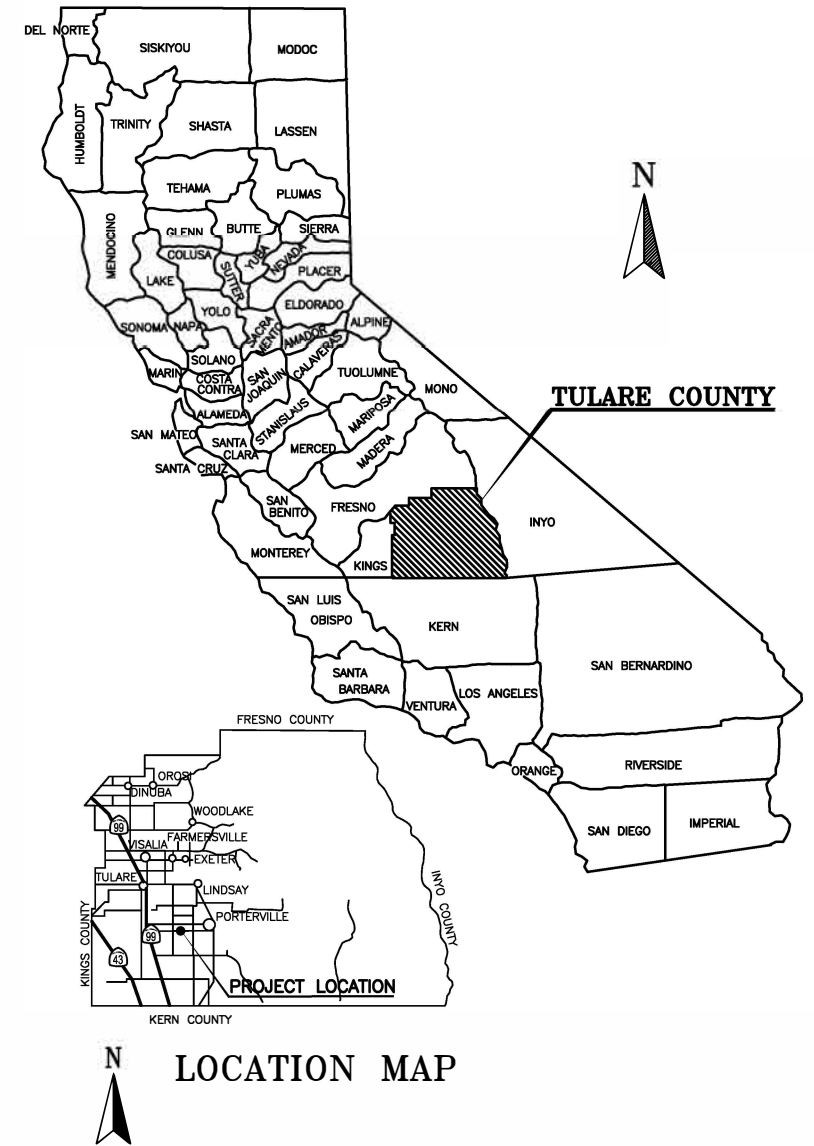 DEL NORTE
SISKIYOU
MODOC
HUMBOLDT
TRINITY
SHASTA
LASSEN
TEHAMA
PLUMAS
MENDOCINO
GLENN
BUTTE
SIERRA
COLUSA
SUTTER
YUBA
NEVADA
LAKE
PLACER
YOLO
ELDORADO
SONOMA
NAPA
SACRA
MENTO
AMADOR
ALPINE
SOLANO
CALAVERAS
MARIN
COSTA
CONTRA
SAN
JOAQUIN
TUOLUMNE
MONO
ALAMEDA
STANISLAUS
MARIPOSA
SAN MATEO
SANTA
CLARA
MERCED
MADERA
SANTA CRUZ
SAN
BENITO
FRESNO
INYO
MONTEREY
KINGS
N
TULARE COUNTY
SAN LUIS
OBISPO
KERN
SAN BERNARDINO
SANTA
BARBARA
VENTURA
LOS ANGELES
ORANGE
RIVERSIDE
SAN DIEGO
IMPERIAL
FRESNO COUNTY
OROSI
DINUBA
WOODLAKE
99
FARMERSVILLE
VISALIA
EXETER
TULARE
LINDSAY
PORTERVILLE
KINGS COUNTY
INYO COUNTY
99
43
PROJECT LOCATION
KERN COUNTY
N
LOCATION MAP